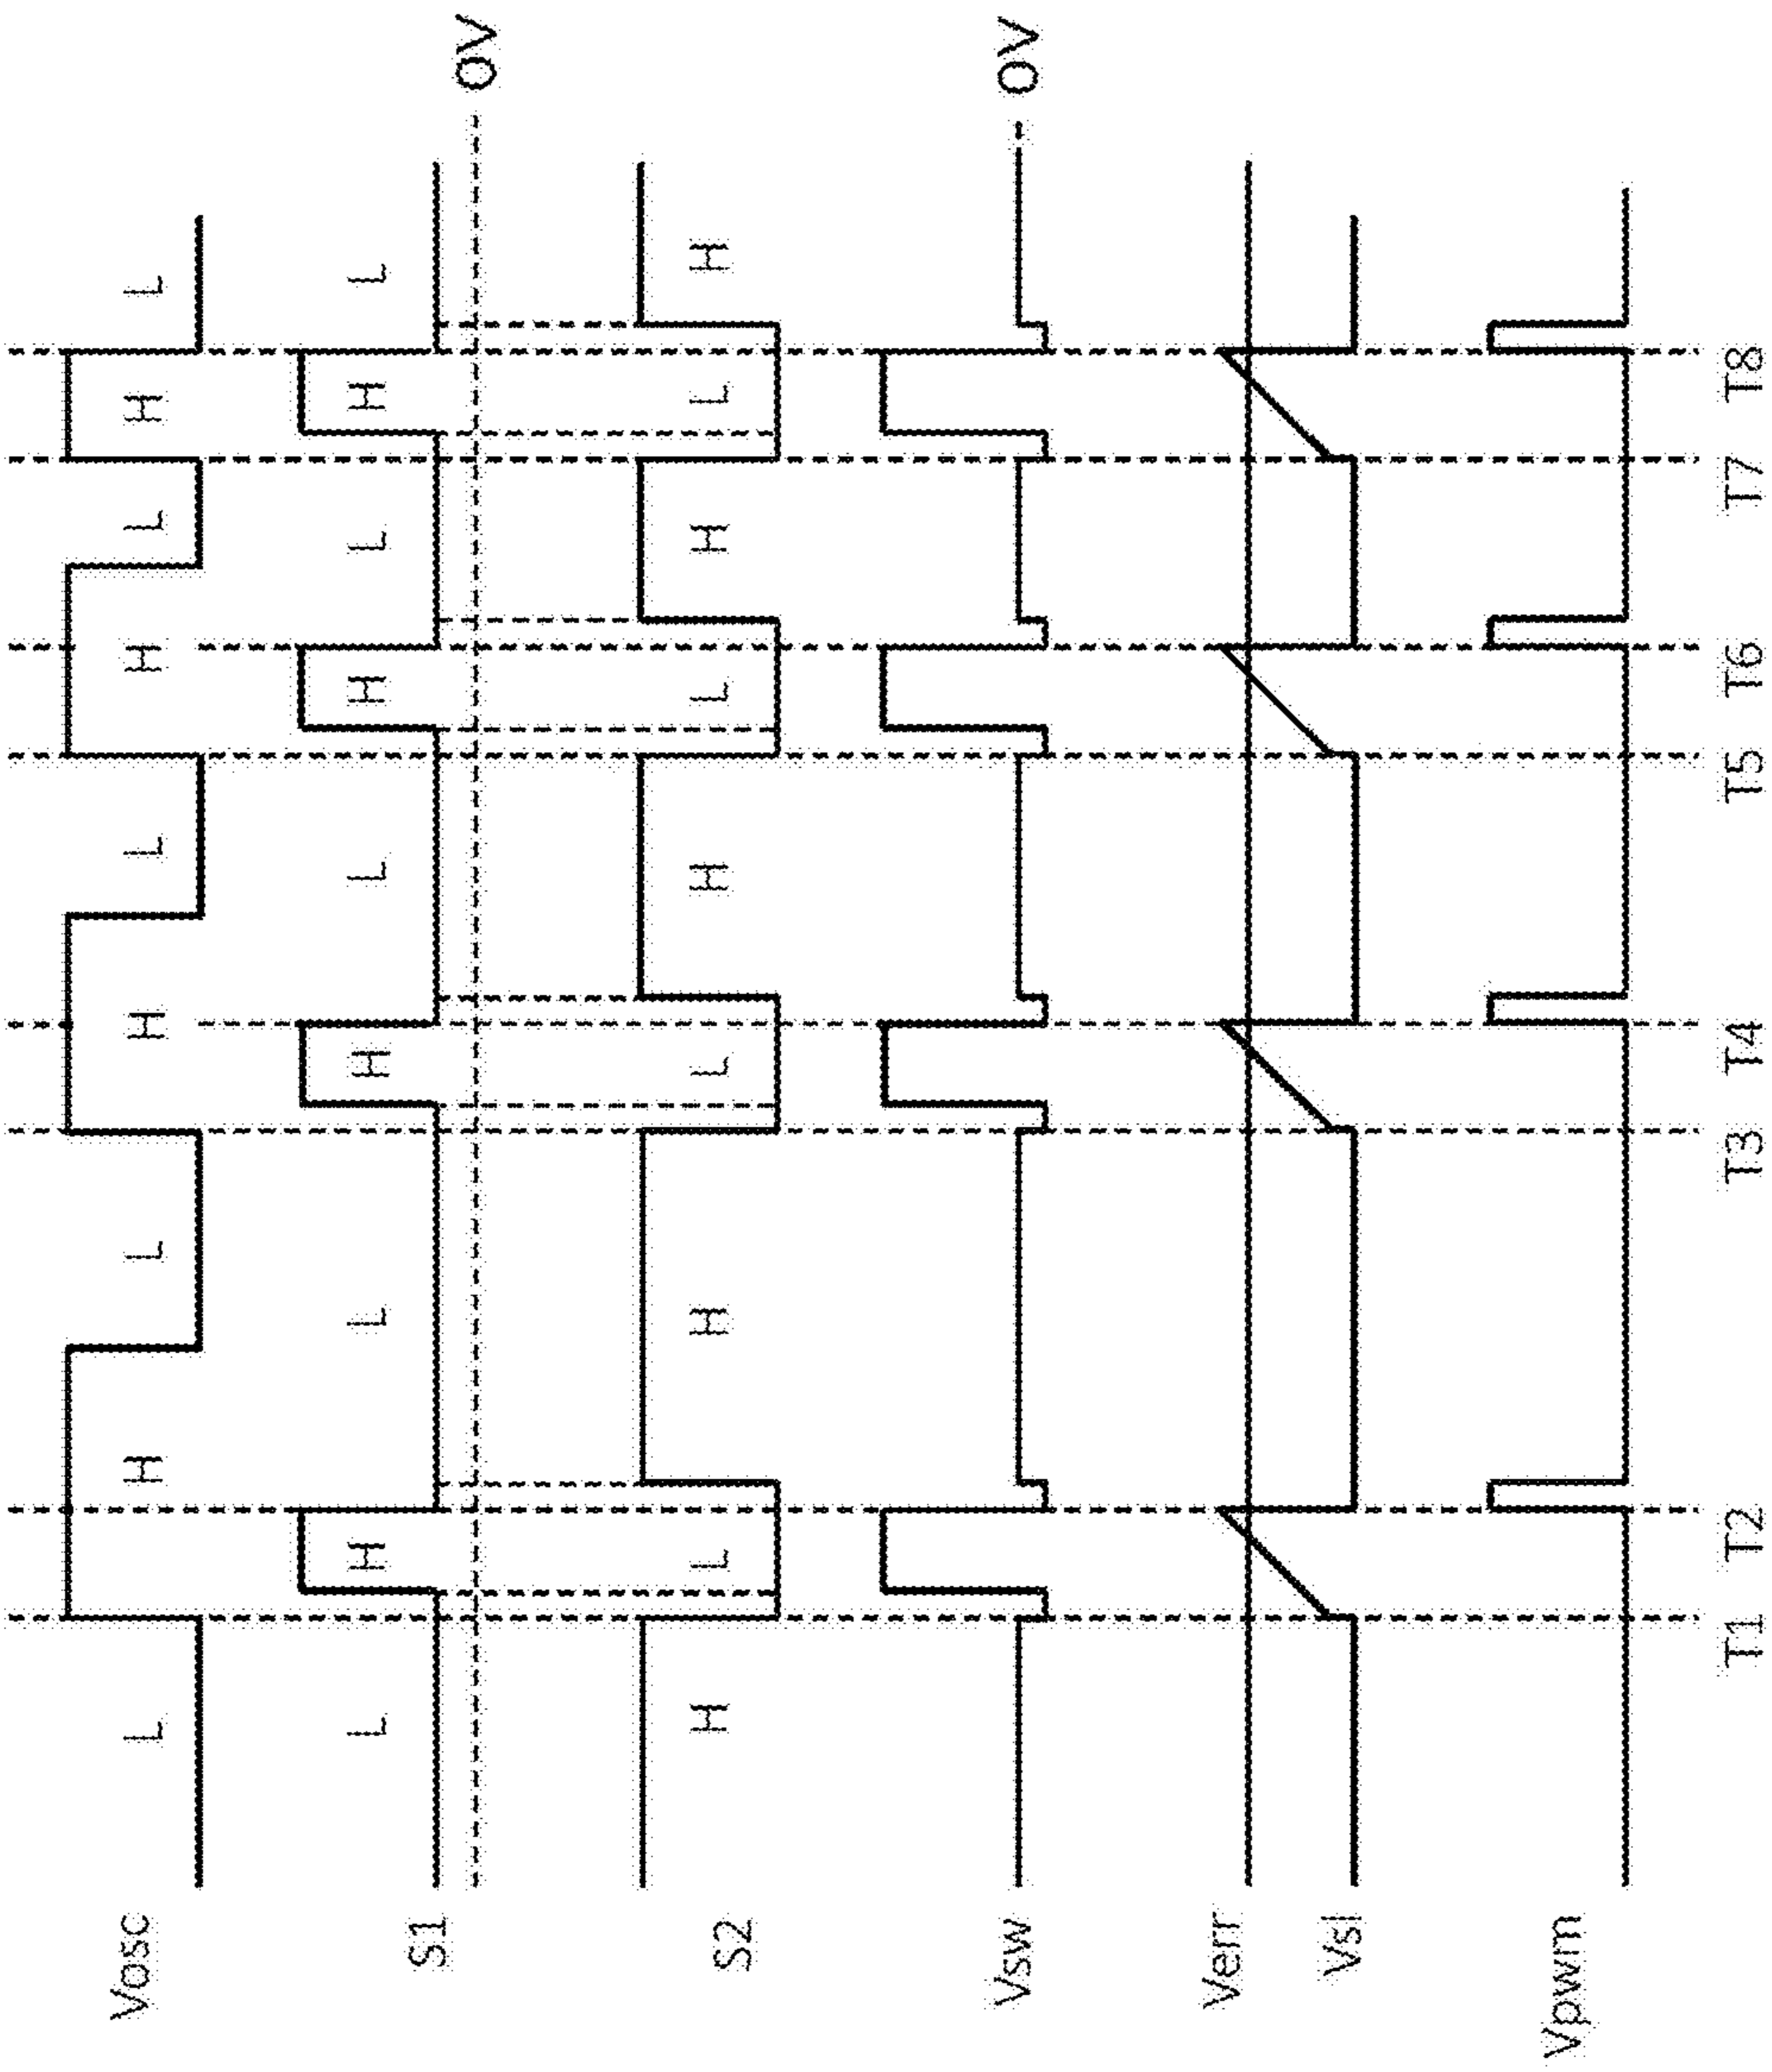 Vosc L H L H L H L H L
S1 L H L H L H L H L
0V
S2 H L H L H L H L H
Vsw 0V
Verr
Vsl
Vpwm
T1 T2 T3 T4 T5 T6 T7 T8